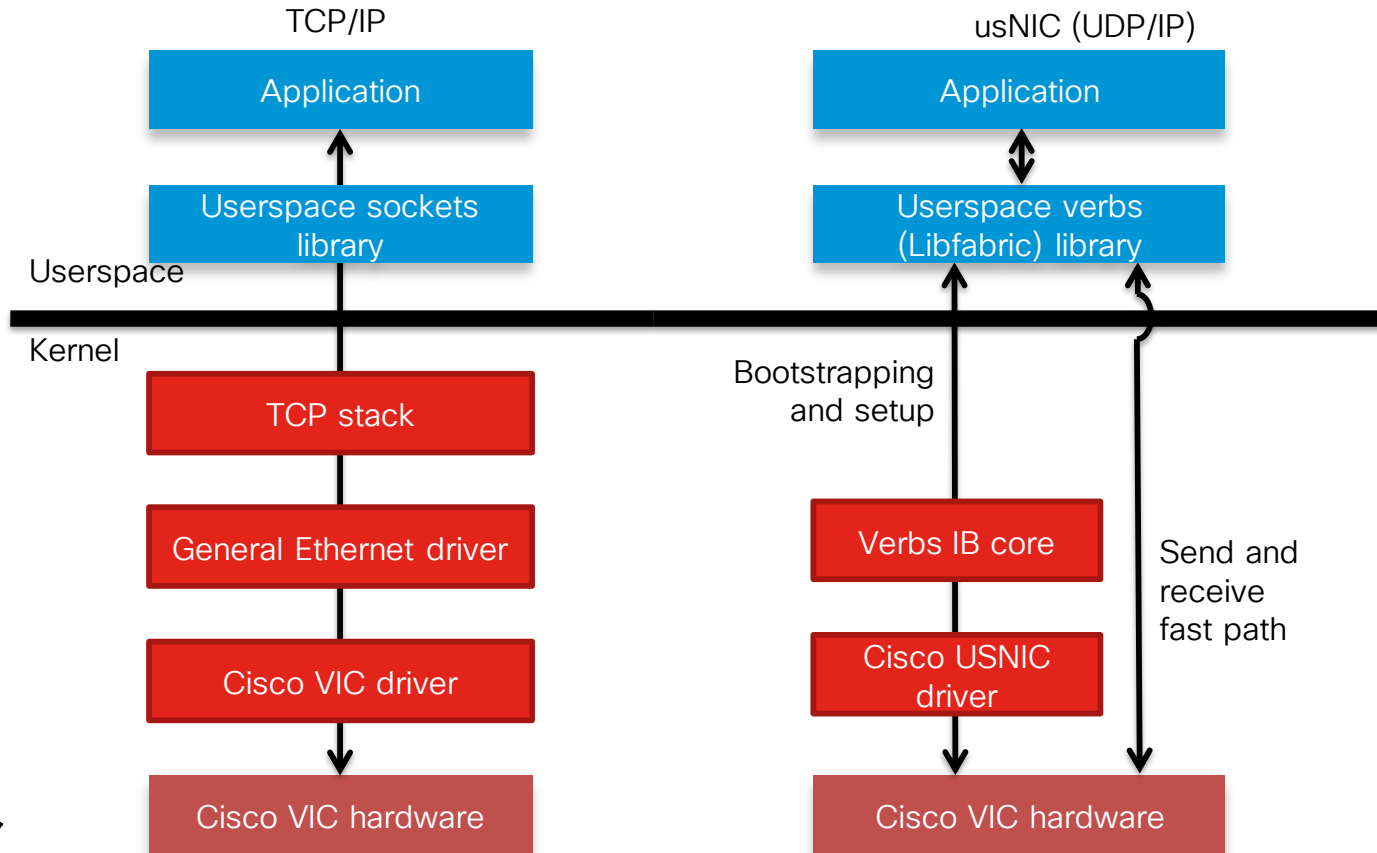 TCP/IP
Application
Userspace sockets
library
Userspace
Kernel
TCP stack
General Ethernet driver
Cisco VIC driver
Cisco VIC hardware
usNIC (UDP/IP)
Application
Userspace verbs
(Libfabric) library
Bootstrapping
and setup
Verbs IB core
Cisco USNIC
driver
Send and
receive
fast path
Cisco VIC hardware